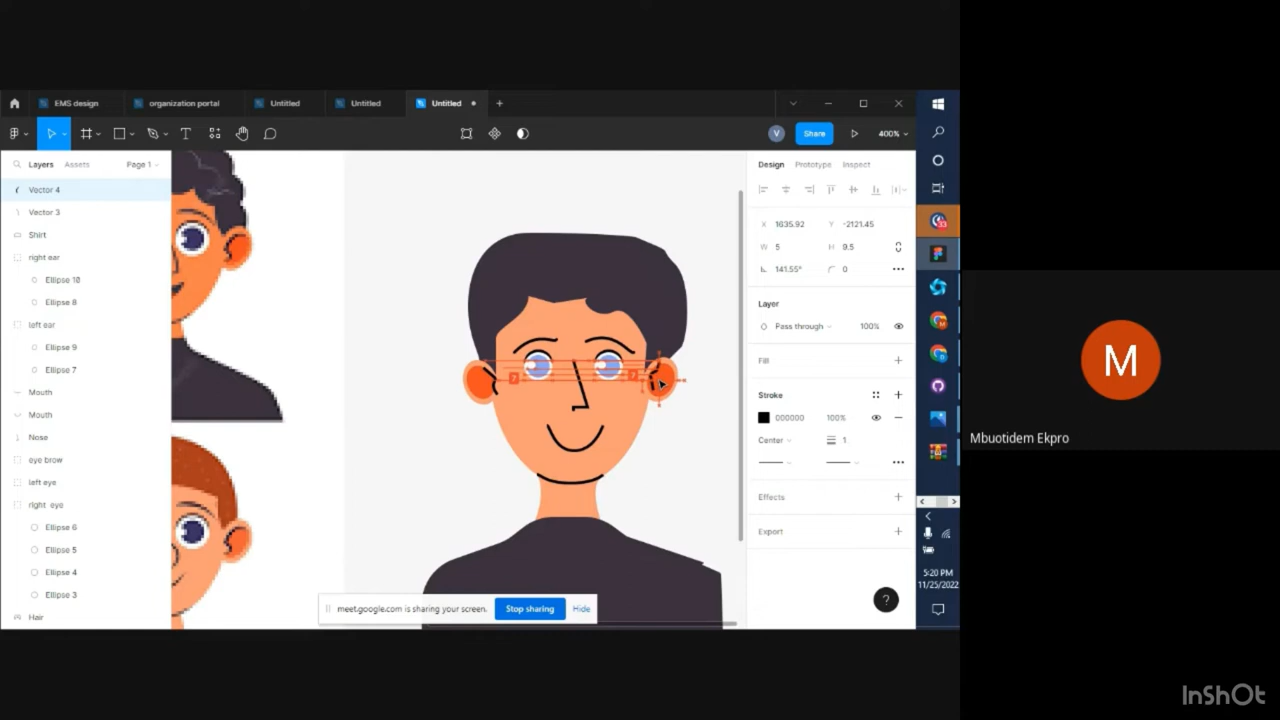 EMS design
organization portal
Untitled
Untitled
Untitled
Share
400%
Layers
Assets
Page 1
Vector 4
Vector 3
Shirt
right ear
Ellipse 10
Ellipse 8
left ear
Ellipse 9
Ellipse 7
Mouth
Mouth
Nose
eye brow
left eye
right eye
Ellipse 6
Ellipse 5
Ellipse 4
Ellipse 3
Hair
7
7
meet.google.com is sharing your screen.
Stop sharing
Hide
V
Design
Prototype
Inspect
X 1635.92
Y -2121.45
W 5
H 9.5
141.55°
0
Layer
Pass through
100%
Fill
Stroke
000000
100%
Center
1
Effects
Export
?
5:20 PM
11/25/2022
M
Mbuotidem Ekpro
InShOt